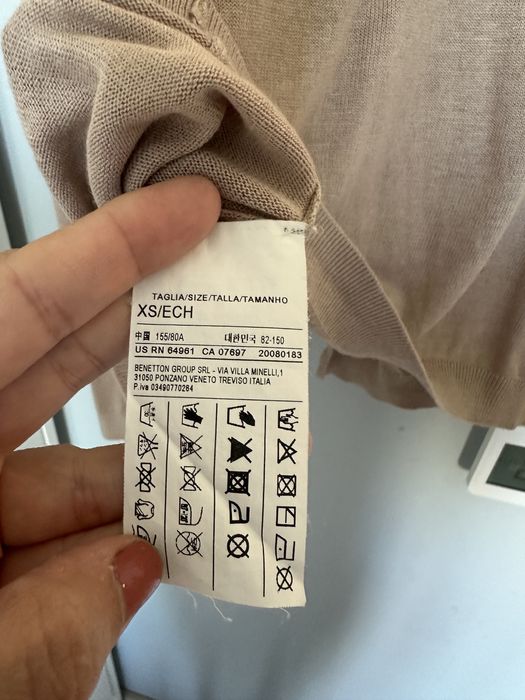 TAGLIA/SIZE/TALLA/TAMANHO
XS/ECH
中国 155/80A 대한민국 82-150
US RN 64961 CA 07697 20080183
BENETTON GROUP SRL - VIA VILLA MINELLI,1
31050 PONZANO VENETO TREVISO ITALIA
P.iva 03490770264